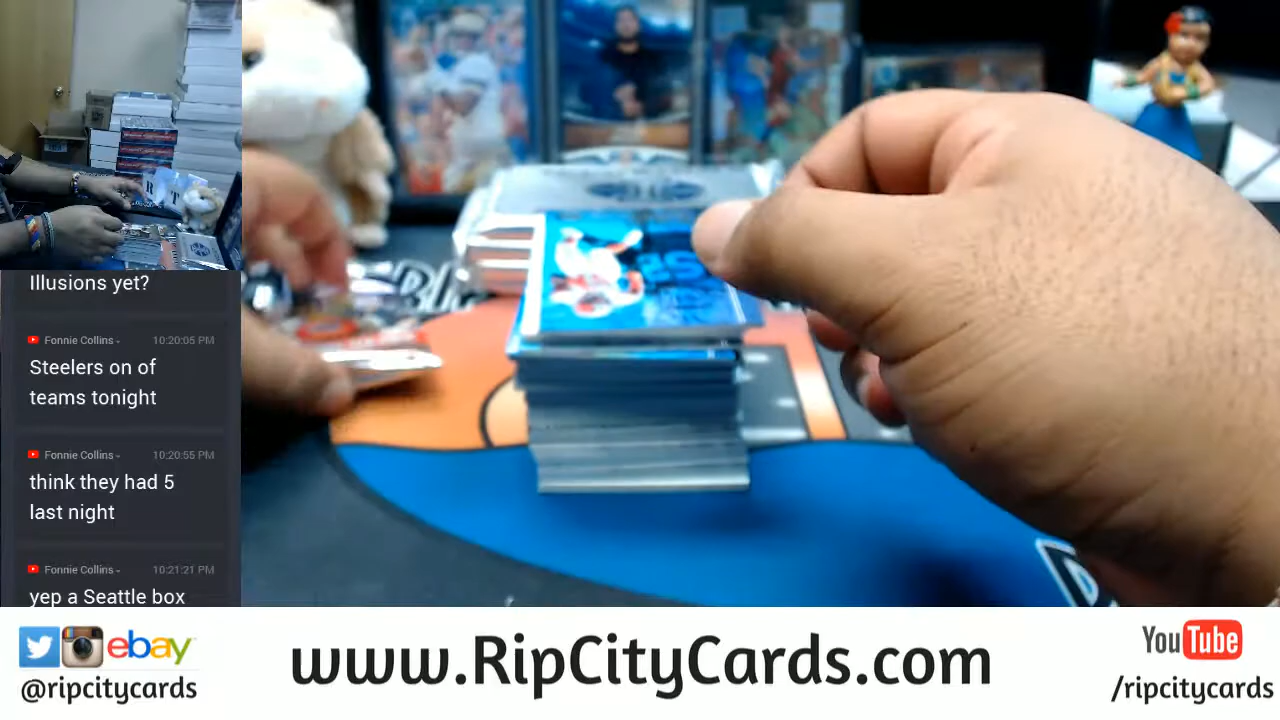 Illusions yet?
Fonnie Collins 10:20:05 PM
Steelers on of
teams tonight
Fonnie Collins 10:20:55 PM
think they had 5
last night
Fonnie Collins 10:21:21 PM
yep a Seattle box
R T
ebay
@ripcitycards
www.RipCityCards.com
YouTube
/ripcitycards